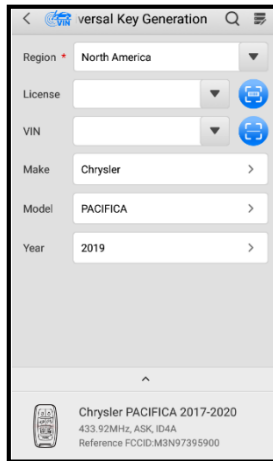 VIN versal Key Generation
Region * North America
License
VIN
Make Chrysler
Model PACIFICA
Year 2019
Chrysler PACIFICA 2017-2020
433.92MHz, ASK, ID4A
Reference FCCID:M3N97395900